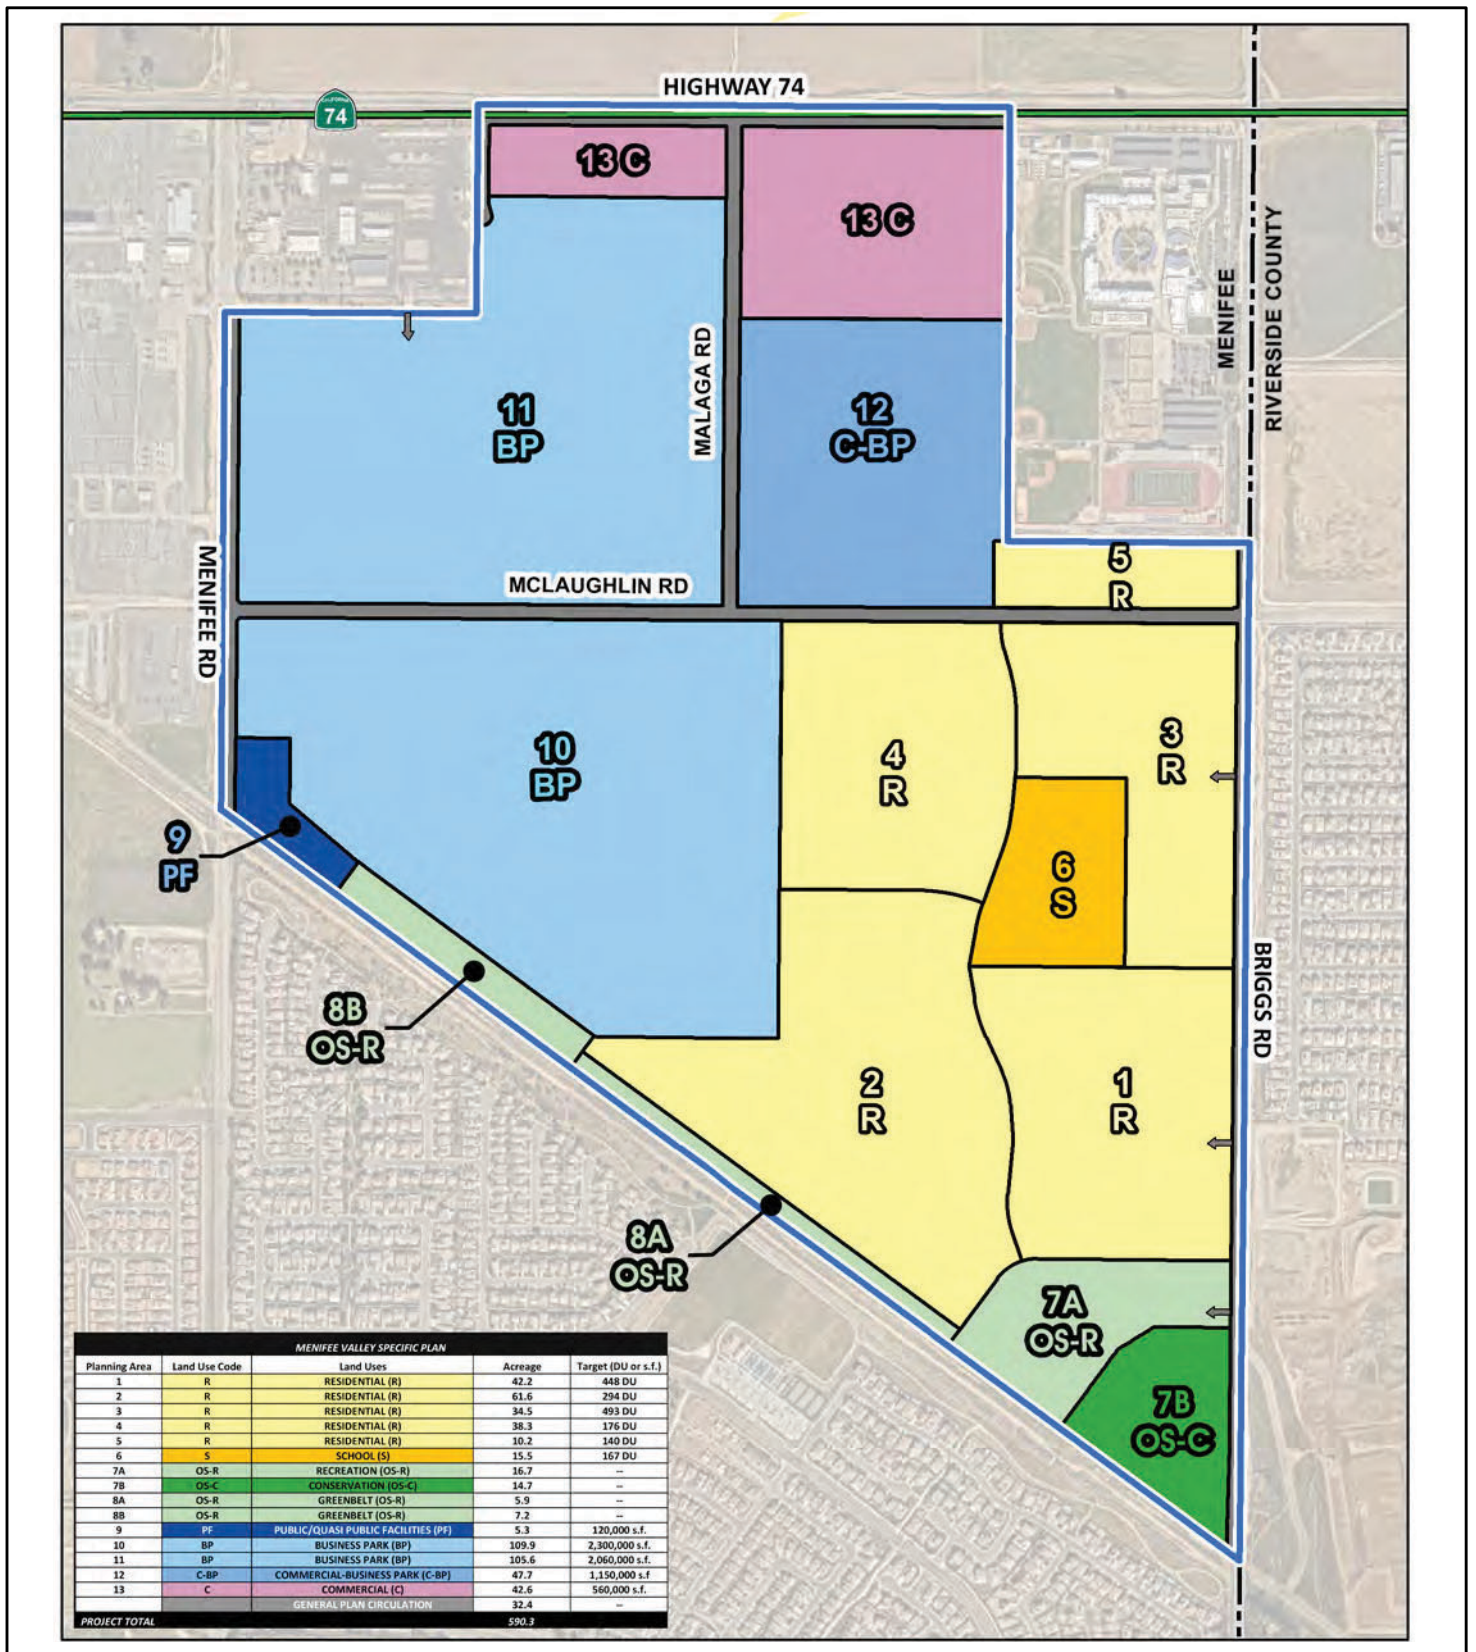 HIGHWAY 74
CALIFORNIA
74
13 C
13 C
MENIFEE
RIVERSIDE COUNTY
MALAGA RD
11
BP
12
C-BP
5
R
MENIFEE RD
MCLAUGHLIN RD
10
BP
4
R
3
R
9
PF
6
S
BRIGGS RD
8B
OS-R
2
R
1
R
8A
OS-R
7A
OS-R
7B
OS-C
MENIFEE VALLEY SPECIFIC PLAN
Planning Area Land Use Code Land Uses Acreage Target (DU or s.f.)
1 R RESIDENTIAL (R) 42.2 448 DU
2 R RESIDENTIAL (R) 61.6 294 DU
3 R RESIDENTIAL (R) 34.5 493 DU
4 R RESIDENTIAL (R) 38.3 176 DU
5 R RESIDENTIAL (R) 10.2 140 DU
6 S SCHOOL (S) 15.5 167 DU
7A OS-R RECREATION (OS-R) 16.7 --
7B OS-C CONSERVATION (OS-C) 14.7 --
8A OS-R GREENBELT (OS-R) 5.9 --
8B OS-R GREENBELT (OS-R) 7.2 --
9 PF PUBLIC/QUASI PUBLIC FACILITIES (PF) 5.3 120,000 s.f.
10 BP BUSINESS PARK (BP) 109.9 2,300,000 s.f.
11 BP BUSINESS PARK (BP) 105.6 2,060,000 s.f.
12 C-BP COMMERCIAL-BUSINESS PARK (C-BP) 47.7 1,150,000 s.f
13 C COMMERCIAL (C) 42.6 560,000 s.f.
GENERAL PLAN CIRCULATION 32.4 --
PROJECT TOTAL 590.3